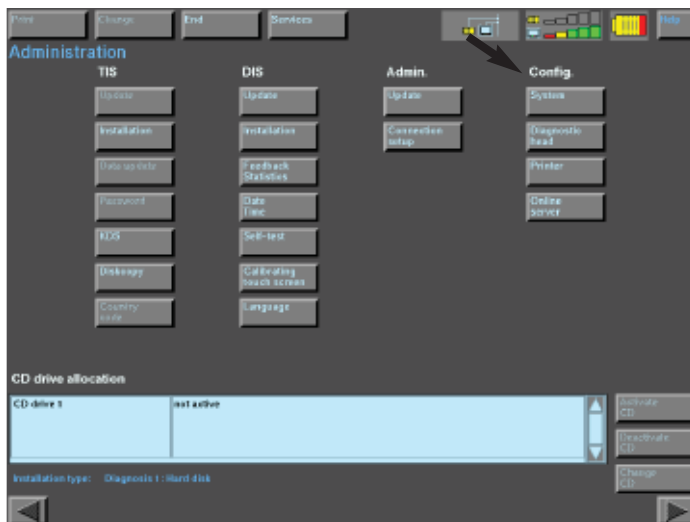 Print
Change
End
Services
Help
Administration
TIS
DIS
Admin.
Config.
Update
Update
Update
System
Installation
Installation
Connection
setup
Diagnostic
head
Data update
Feedback
Statistics
Printer
Password
Date
Time
Online
server
KDS
Self-test
Diskcopy
Calibrating
touch screen
Country
code
Language
CD drive allocation
CD drive 1
not active
Activate
CD
Deactivate
CD
Change
CD
Installation type: Diagnosis 1 : Hard disk